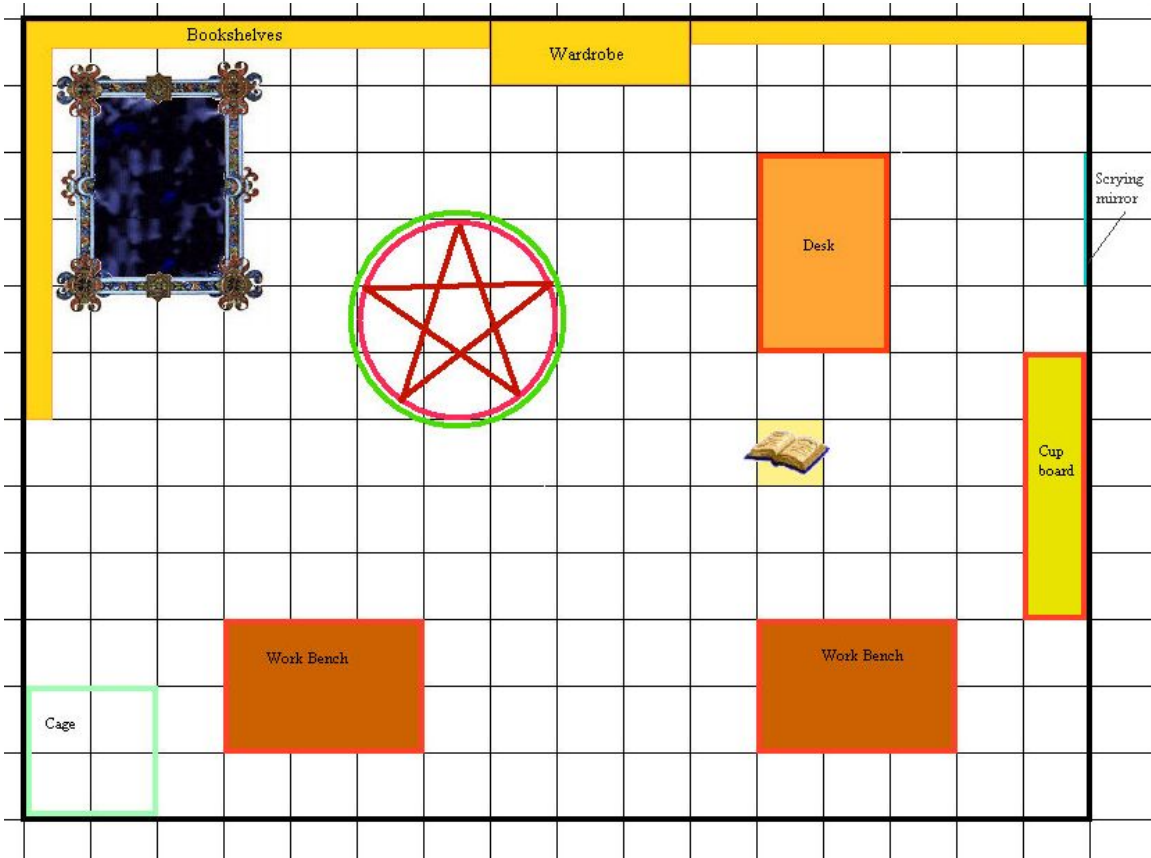 Bookshelves
Wardrobe
Scrying
mirror
Desk
Cup
board
Work Bench
Work Bench
Cage